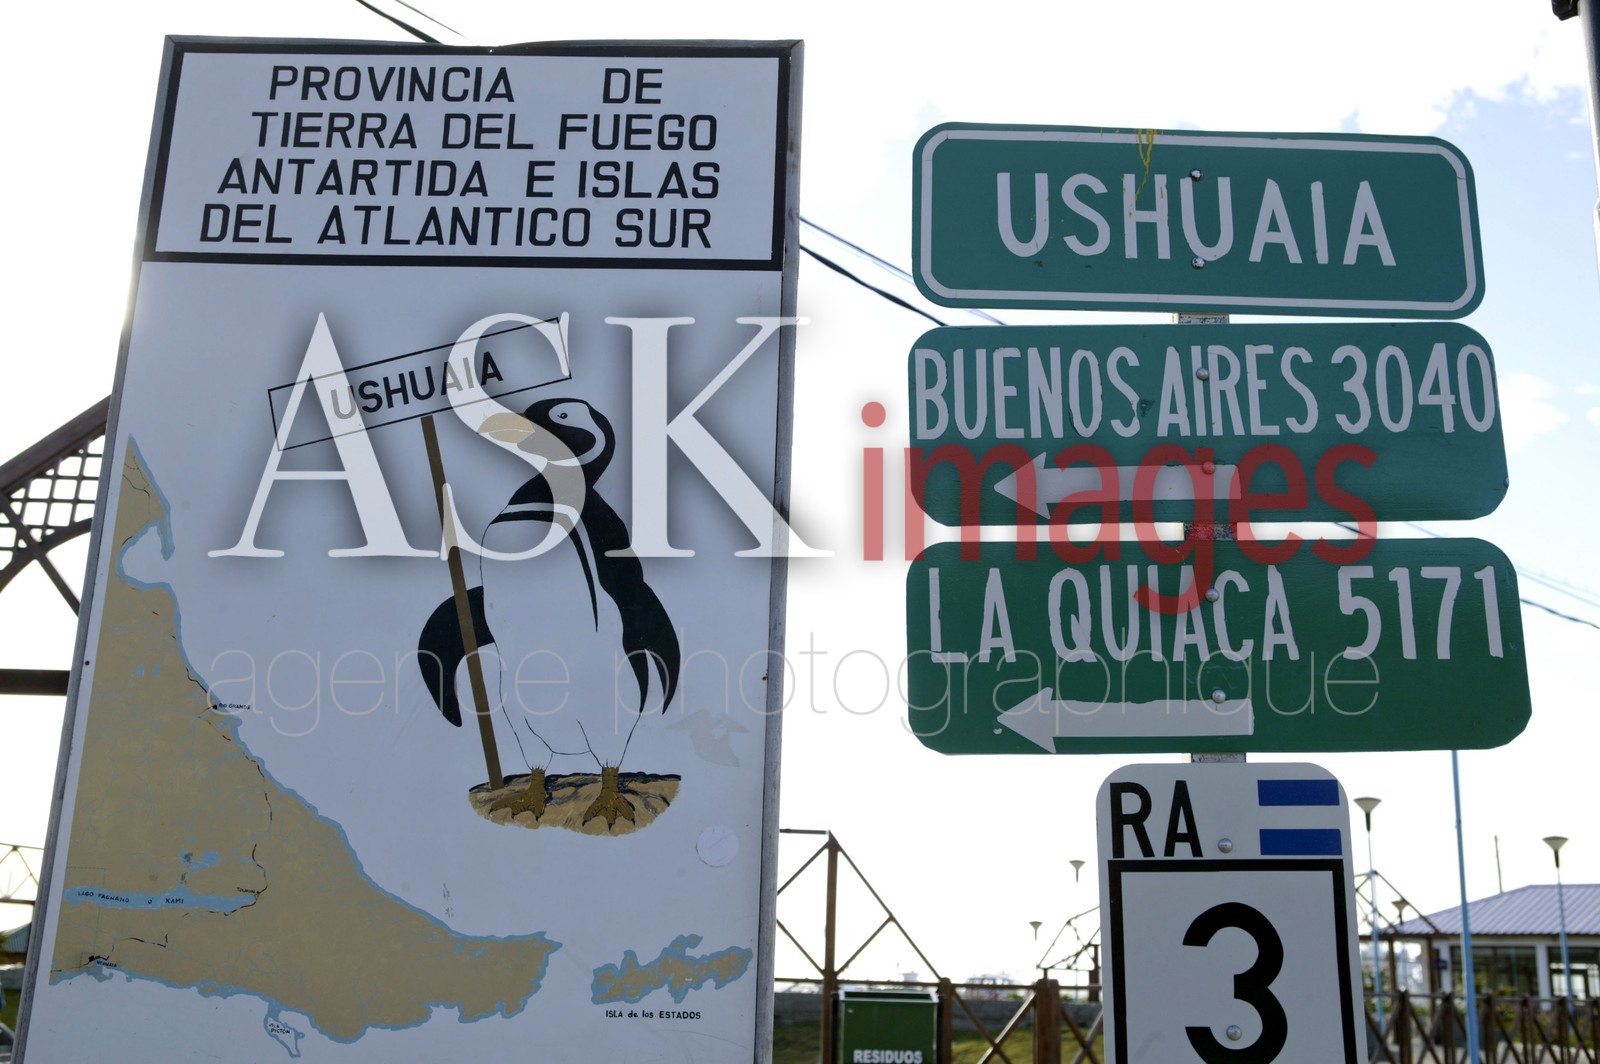 PROVINCIA DE
TIERRA DEL FUEGO
ANTARTIDA E ISLAS
DEL ATLANTICO SUR
USHUAIA
RIO GRANDE
LAGO FAGNANO O KAMI
TOLHUIN
USHUAIA
ISLA PICTON
ISLA de los ESTADOS
USHUAIA
BUENOS AIRES 3040
LA QUIACA 5171
RA
3
RESIDUOS
ASK images
agence photographique